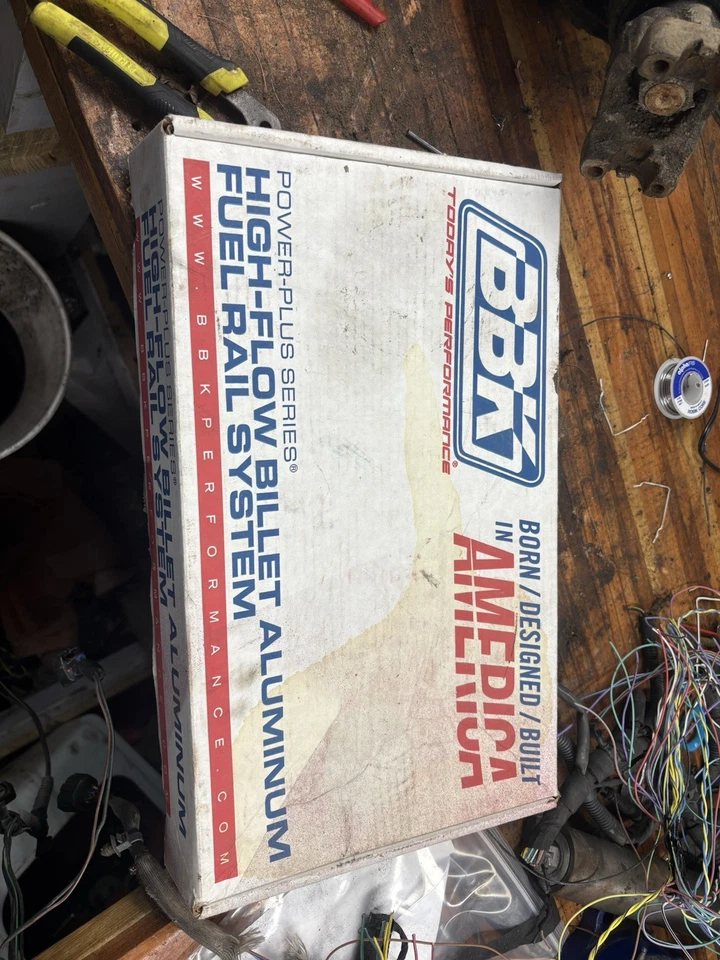 BBK
TODAY'S PERFORMANCE®
BORN / DESIGNED / BUILT
IN AMERICA
POWER-PLUS SERIES®
HIGH-FLOW BILLET ALUMINUM
FUEL RAIL SYSTEM
WWW.BBKPERFORMANCE.COM
POWER-PLUS SERIES®
HIGH-FLOW BILLET ALUMINUM
FUEL RAIL SYSTEM